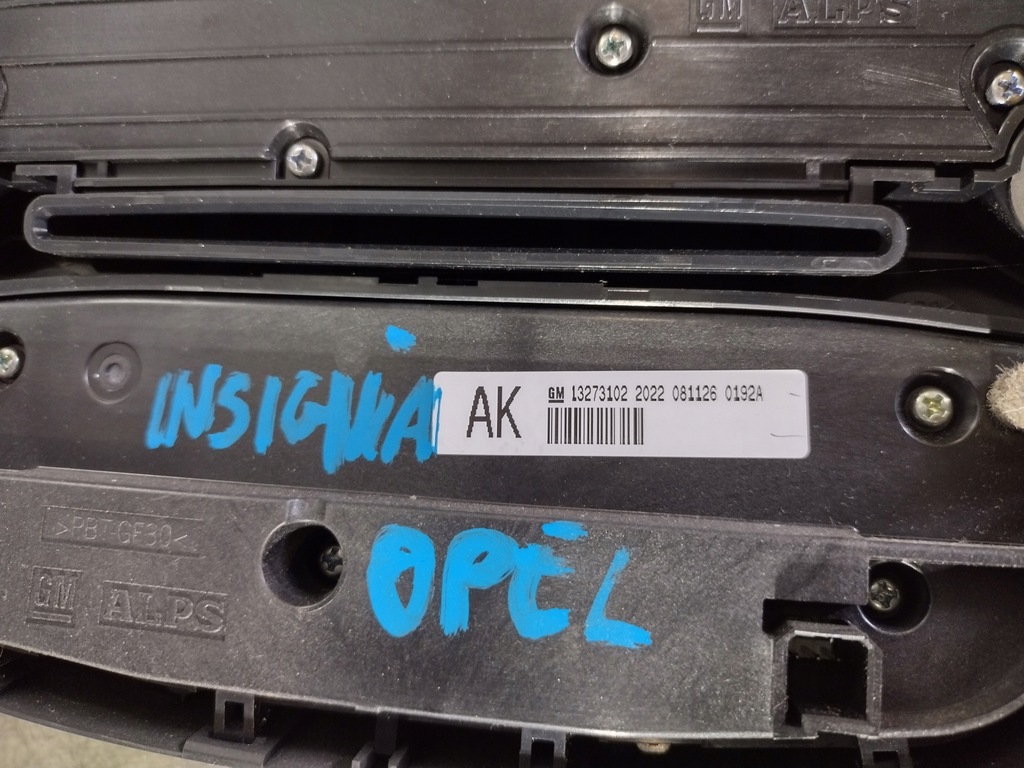 GM ALPS
INSIGNIA
AK GM 13273102 2022 081126 0192A
OPEL
>PBT GF30<
GM ALPS